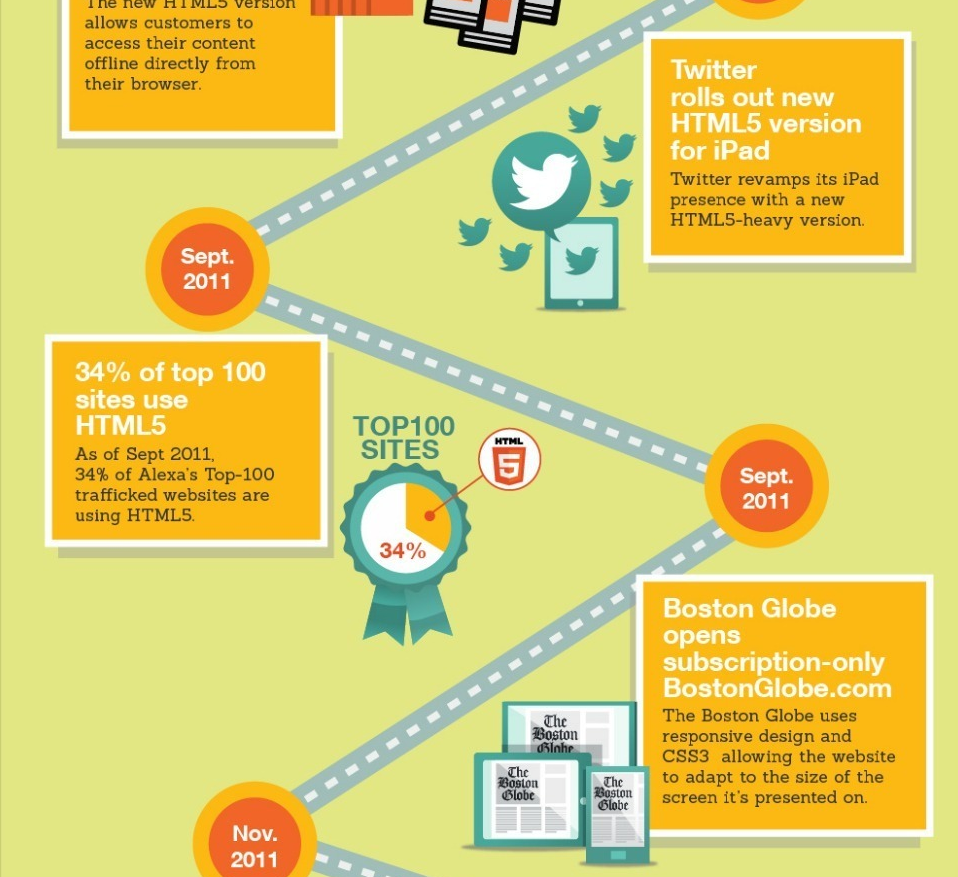 The new HTML5 version
allows customers to
access their content
offline directly from
their browser.
Twitter
rolls out new
HTML5 version
for iPad
Twitter revamps its iPad
presence with a new
HTML5-heavy version.
Sept.
2011
34% of top 100
sites use
HTML5
As of Sept 2011,
34% of Alexa's Top-100
trafficked websites are
using HTML5.
TOP100
SITES
HTML
5
34%
Sept.
2011
Boston Globe
opens
subscription-only
BostonGlobe.com
The Boston Globe uses
responsive design and
CSS3 allowing the website
to adapt to the size of the
screen it's presented on.
The
Boston
Globe
The
Boston
Globe
The
Boston
Globe
Nov.
2011